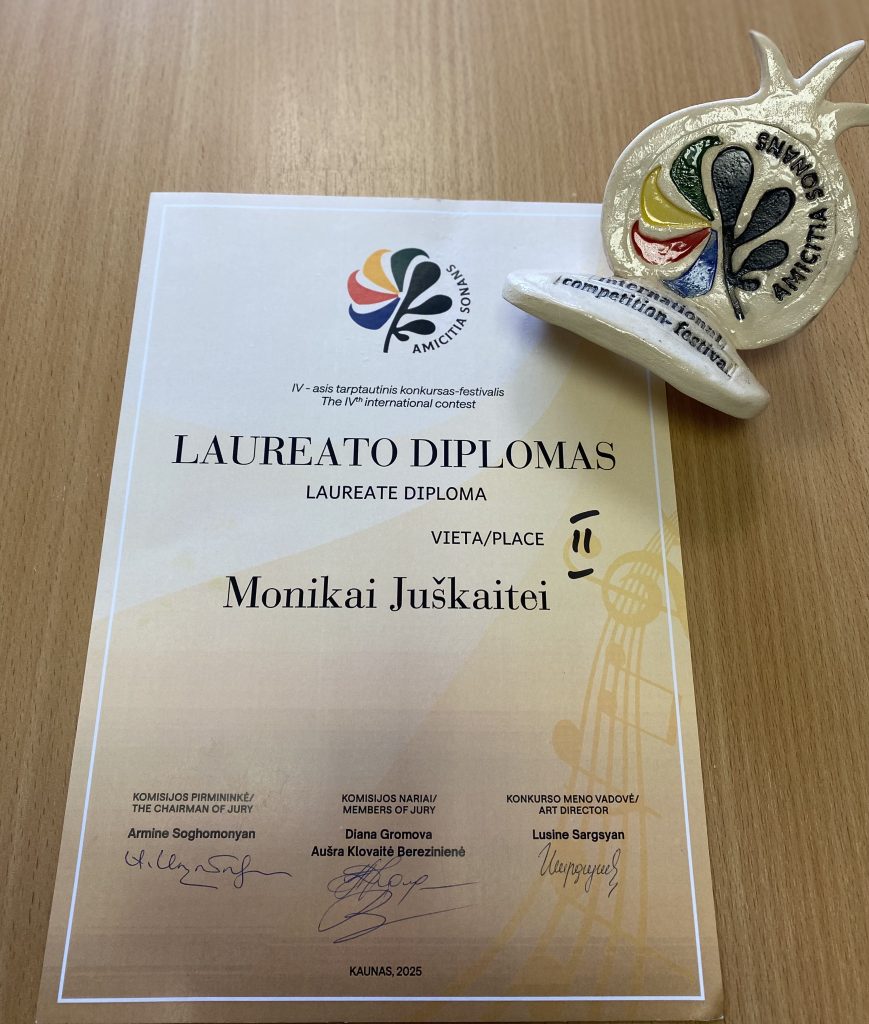 AMICITIA SONANS
IV - asis tarptautinis konkursas-festivalis
The IVth international contest
LAUREATO DIPLOMAS
LAUREATE DIPLOMA
VIETA/PLACE II
Monikai Juškaitei
KOMISIJOS PIRMININKĖ/
THE CHAIRMAN OF JURY
Armine Soghomonyan
KOMISIJOS NARIAI/
MEMBERS OF JURY
Diana Gromova
Aušra Klovaitė Berezinienė
KONKURSO MENO VADOVĖ/
ART DIRECTOR
Lusine Sargsyan
KAUNAS, 2025
AMICITIA SONANS
international
competition-festival